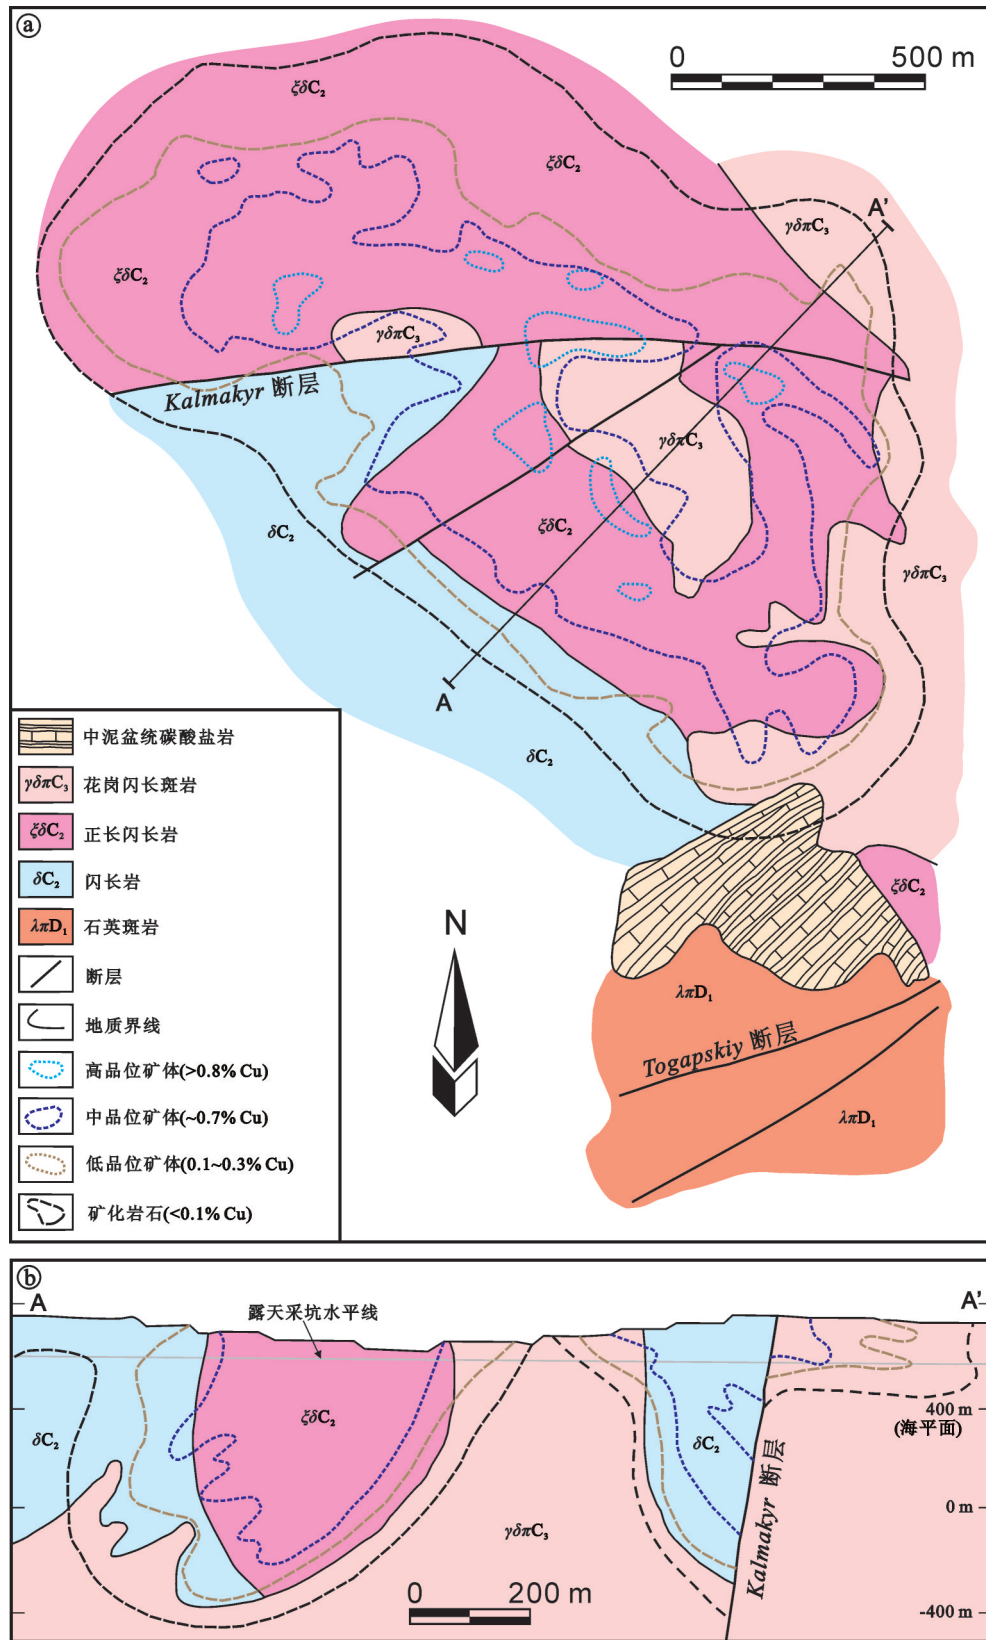 ⓐ
0 500 m
ξδC₂
ξδC₂
A'
γδπC₃
ξδC₂
γδπC₃
Kalmakyr 断层
γδπC₃
δC₂
ξδC₂
γδπC₃
A
δC₂
中泥盆统碳酸盐岩
γδπC₃ 花岗闪长斑岩
ξδC₂ 正长闪长岩
δC₂ 闪长岩
λπD₁ 石英斑岩
断层
地质界线
高品位矿体(>0.8% Cu)
中品位矿体(~0.7% Cu)
低品位矿体(0.1~0.3% Cu)
矿化岩石(<0.1% Cu)
N
ξδC₂
λπD₁
Togapskiy 断层
λπD₁
ⓑ
A
露天采坑水平线
A'
400 m
(海平面)
ξδC₂
δC₂
δC₂
Kalmakyr 断层
0 m
γδπC₃
0 200 m
-400 m